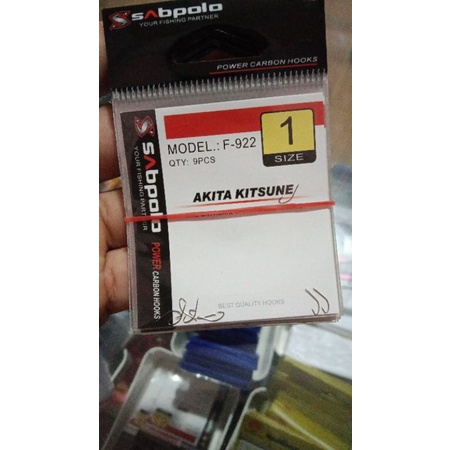 sabpolo
YOUR FISHING PARTNER
POWER CARBON HOOKS
MODEL.: F-922
QTY: 9PCS
1
SIZE
AKITA KITSUNE
BEST QUALITY HOOKS
sabpolo
YOUR FISHING PARTNER
POWER CARBON HOOKS